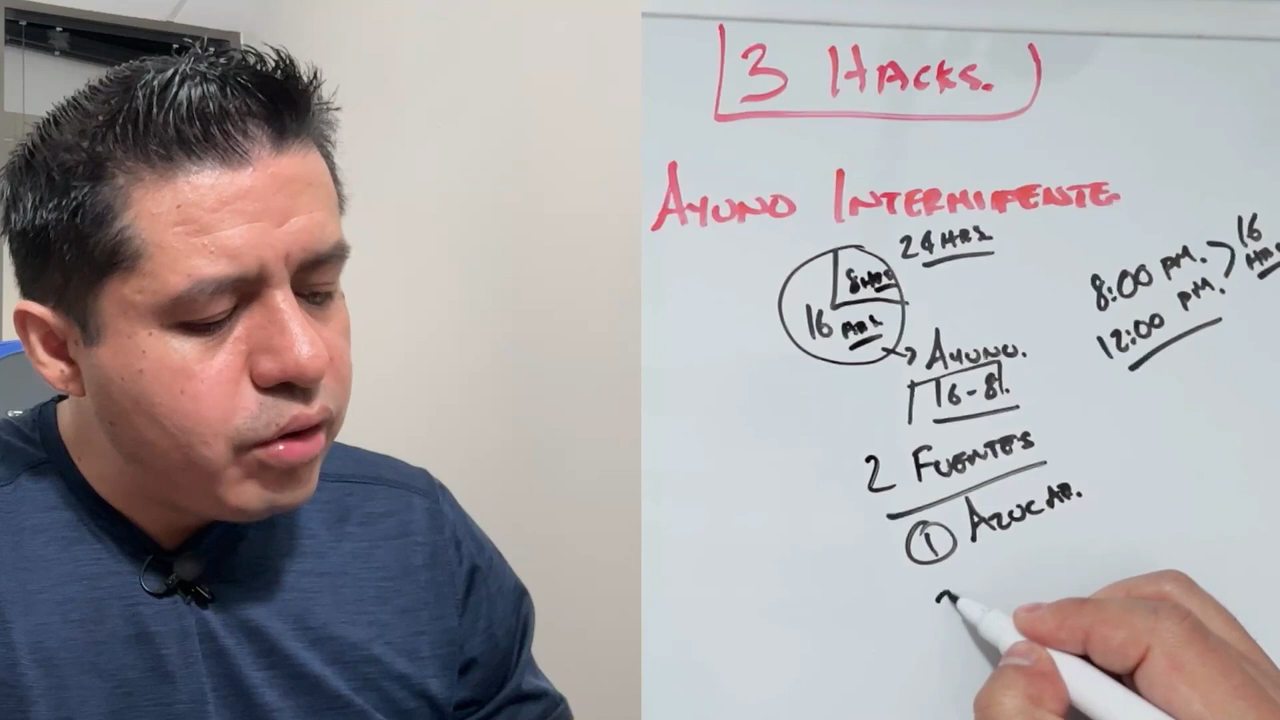 3 HACKS.
AYUNO INTERMITENTE
24 HRS
8 HRS
16 HRS
8:00 PM.
12:00 PM.
16 HRS
AYUNO.
16-8
2 FUENTES
1 AZUCAR.